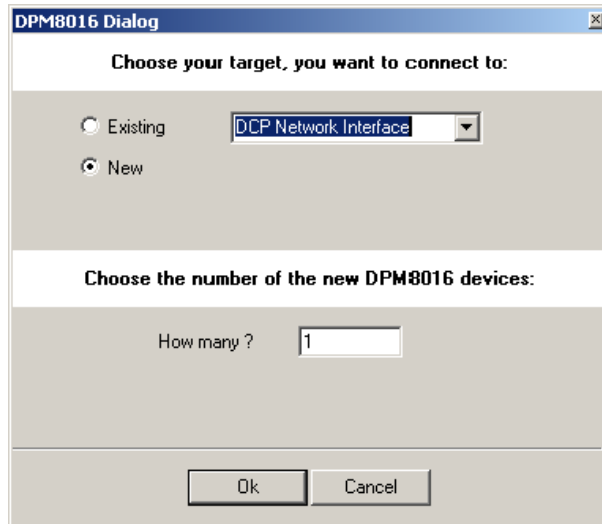 DPM8016 Dialog
Choose your target, you want to connect to:
Existing DCP Network Interface
New
Choose the number of the new DPM8016 devices:
How many ? 1
Ok Cancel